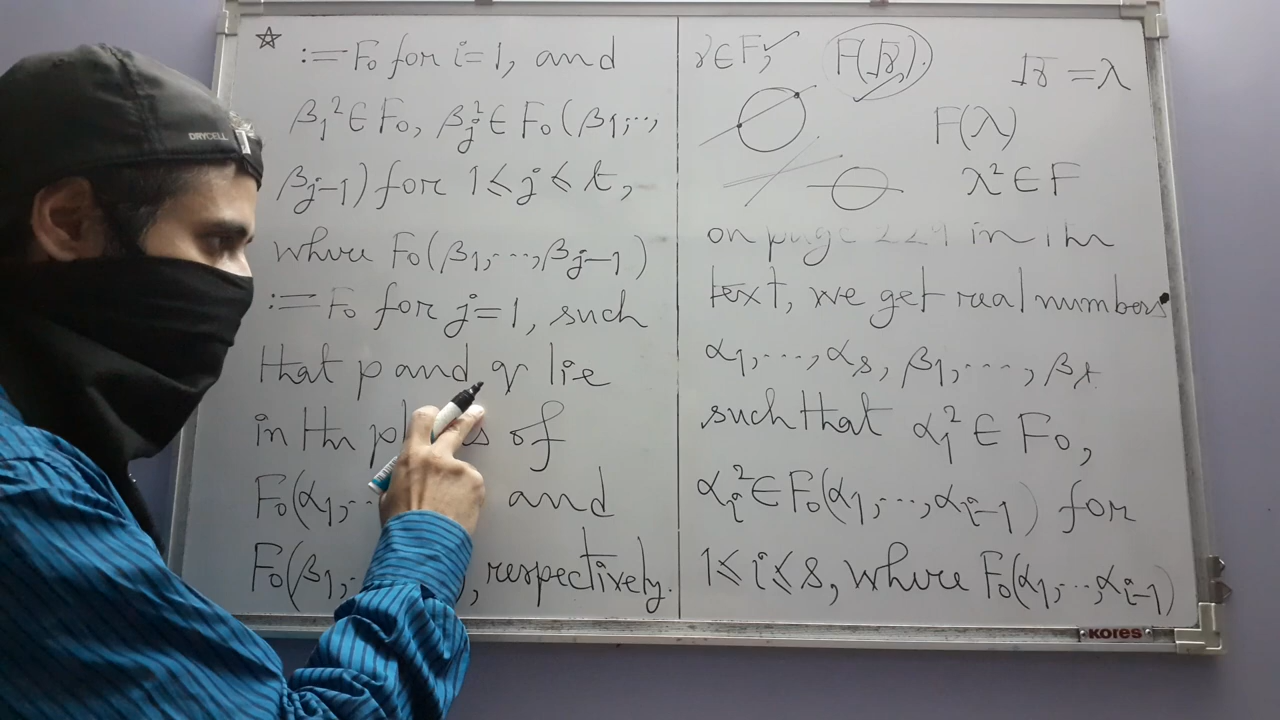 := F₀ for i=1, and
β₁² ∈ F₀, βⱼ² ∈ F₀(β₁,..,
βⱼ₋₁) for 1≤j≤t,
where F₀(β₁,...,βⱼ₋₁)
:= F₀ for j=1, such
that p and q lie
in the of
F₀(α₁,.. and
F₀(β₁, , respectively.
γ∈F, ✓ F(√γ) ✓ √γ = λ
F(λ)
λ² ∈ F
on page 229 in the
text, we get real numbers
α₁,...,αₛ, β₁,...,βₜ
such that α₁² ∈ F₀,
αᵢ² ∈ F₀(α₁,..,αᵢ₋₁) for
1≤i≤s, where F₀(α₁,..,αᵢ₋₁)
DRYCELL
KORES